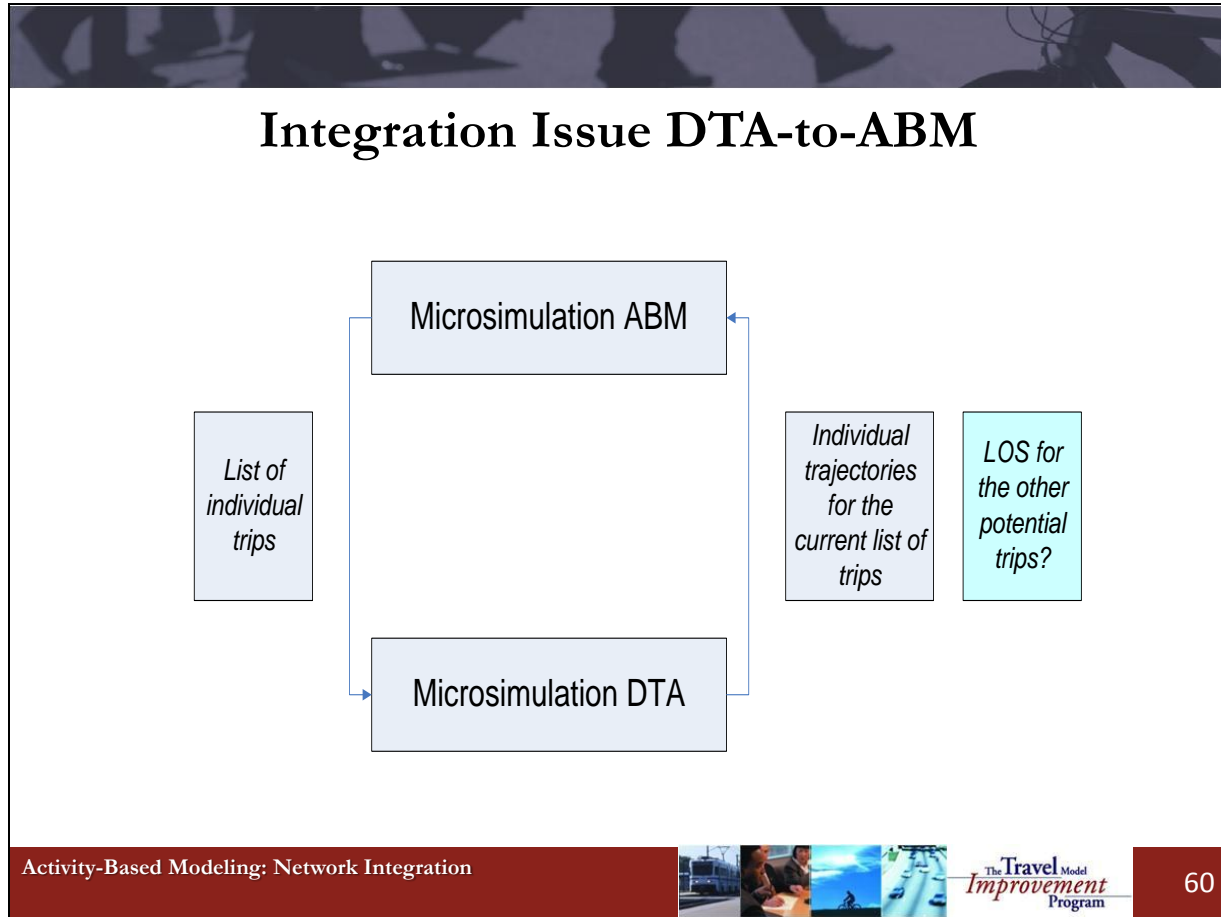 Integration Issue DTA-to-ABM
Microsimulation ABM
List of
individual
trips
Individual
trajectories
for the
current list of
trips
LOS for
the other
potential
trips?
Microsimulation DTA
Activity-Based Modeling: Network Integration
The Travel Model
Improvement
Program
60